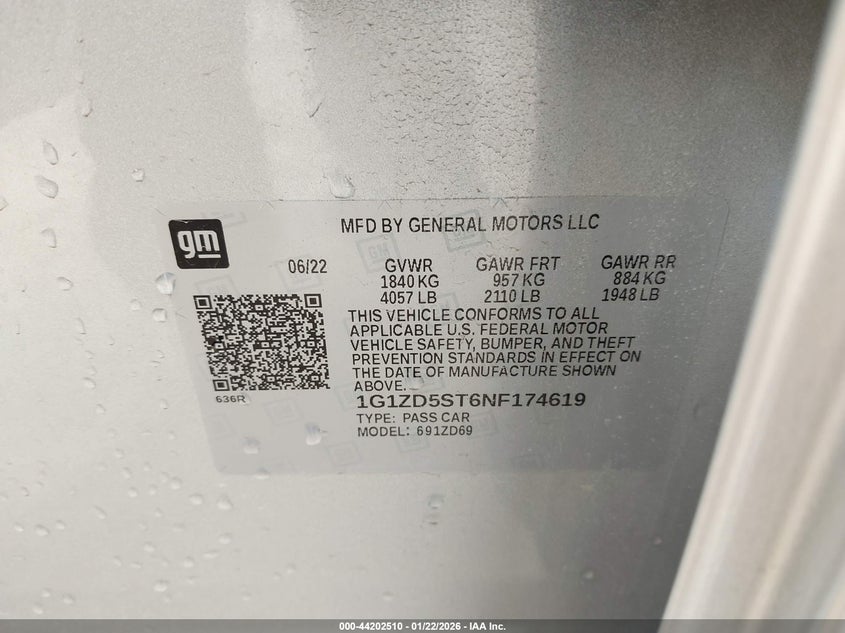 gm
MFD BY GENERAL MOTORS LLC
06/22 GVWR GAWR FRT GAWR RR
1840 KG 957 KG 884 KG
4057 LB 2110 LB 1948 LB
THIS VEHICLE CONFORMS TO ALL
APPLICABLE U.S. FEDERAL MOTOR
VEHICLE SAFETY, BUMPER, AND THEFT
PREVENTION STANDARDS IN EFFECT ON
THE DATE OF MANUFACTURE SHOWN
ABOVE.
636R
1G1ZD5ST6NF174619
TYPE: PASS CAR
MODEL: 691ZD69
000-44202510 - 01/22/2026 - IAA Inc.